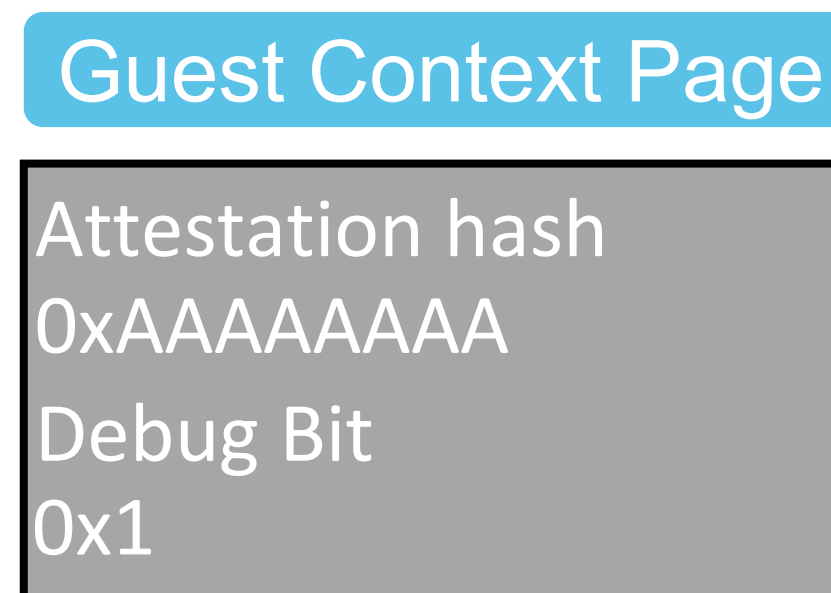 Guest Context Page
Attestation hash
0xAAAAAAAA
Debug Bit
0x1